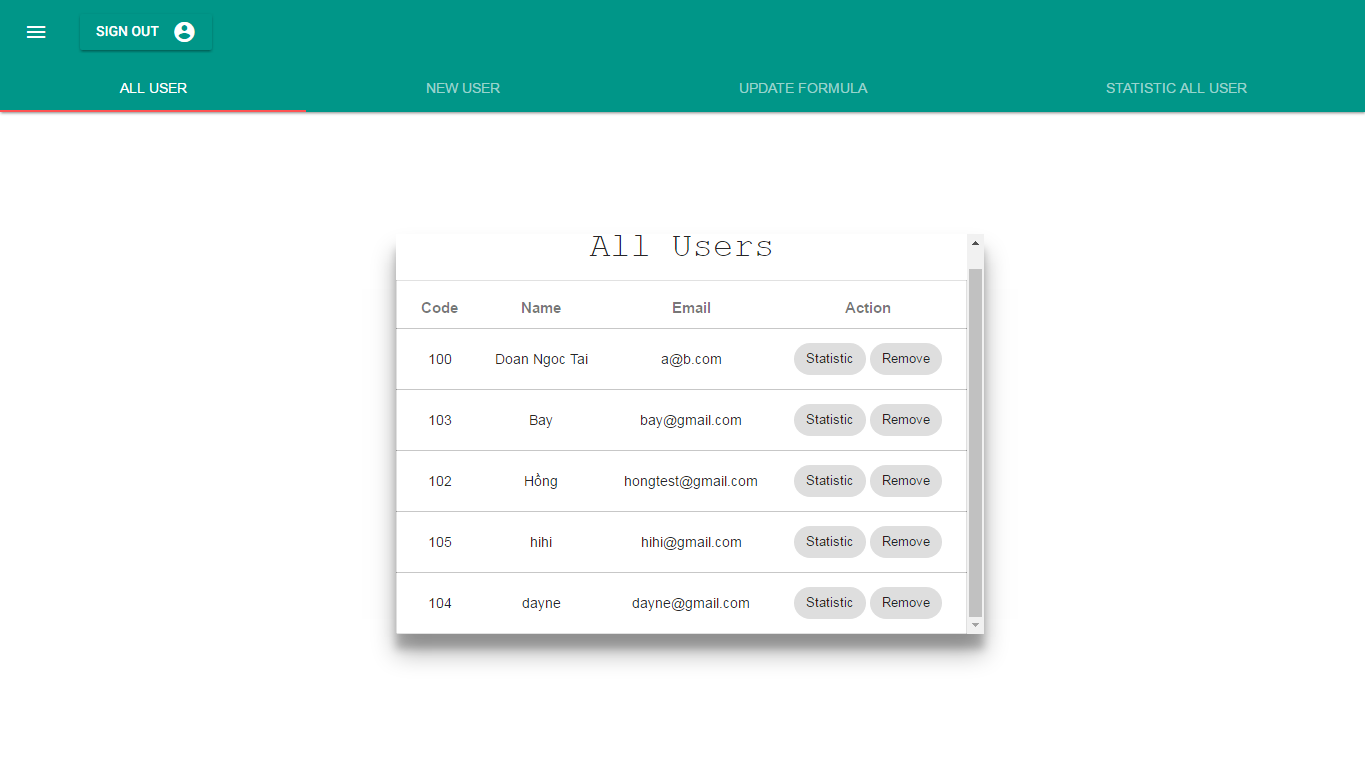 SIGN OUT
ALL USER NEW USER UPDATE FORMULA STATISTIC ALL USER
All Users
Code Name Email Action
100 Doan Ngoc Tai a@b.com Statistic Remove
103 Bay bay@gmail.com Statistic Remove
102 Hồng hongtest@gmail.com Statistic Remove
105 hihi hihi@gmail.com Statistic Remove
104 dayne dayne@gmail.com Statistic Remove